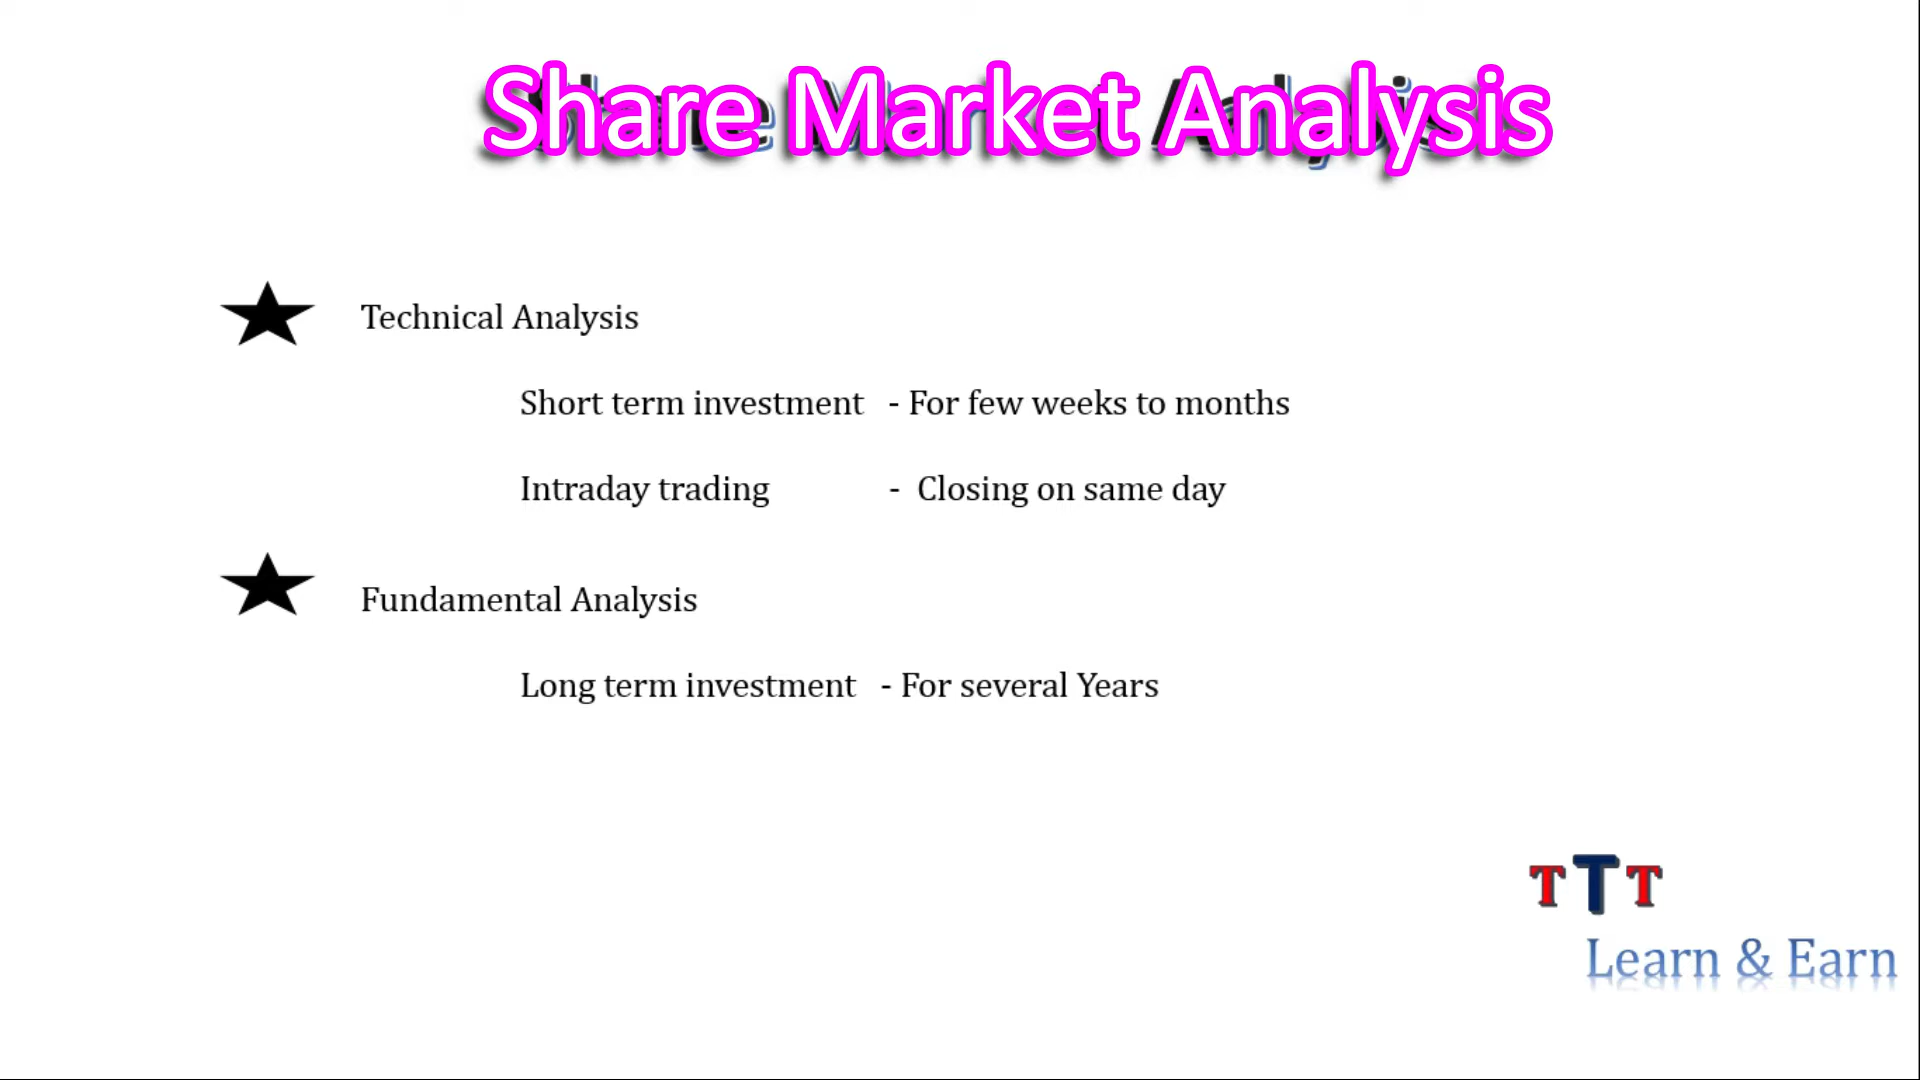 Share Market Analysis
Technical Analysis
Short term investment - For few weeks to months
Intraday trading - Closing on same day
Fundamental Analysis
Long term investment - For several Years
TTT
Learn & Earn